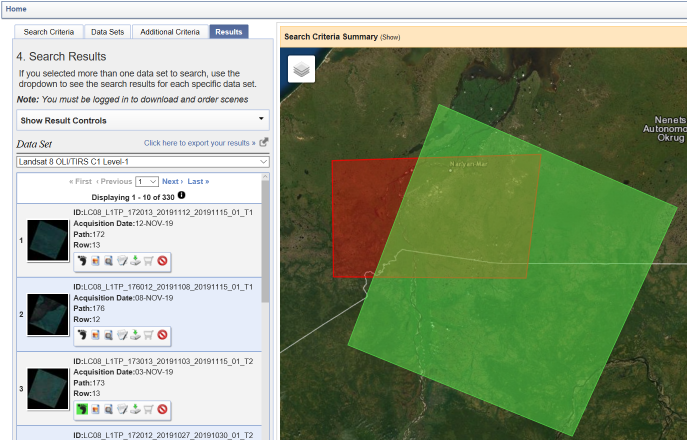 Home
Search Criteria
Data Sets
Additional Criteria
Results
4. Search Results
If you selected more than one data set to search, use the
dropdown to see the search results for each specific data set.
Note: You must be logged in to download and order scenes
Show Result Controls
Data Set
Click here to export your results »
Landsat 8 OLI/TIRS C1 Level-1
« First ‹ Previous 1 Next › Last »
Displaying 1 - 10 of 330
1
ID:LC08_L1TP_172013_20191112_20191115_01_T1
Acquisition Date:12-NOV-19
Path:172
Row:13
2
ID:LC08_L1TP_176012_20191108_20191115_01_T1
Acquisition Date:08-NOV-19
Path:176
Row:12
3
ID:LC08_L1TP_173013_20191103_20191115_01_T2
Acquisition Date:03-NOV-19
Path:173
Row:13
ID:LC08_L1TP_172012_20191027_20191030_01_T2
Search Criteria Summary (Show)
Nenets
Autonomo
Okrug
Nar'yan Mar